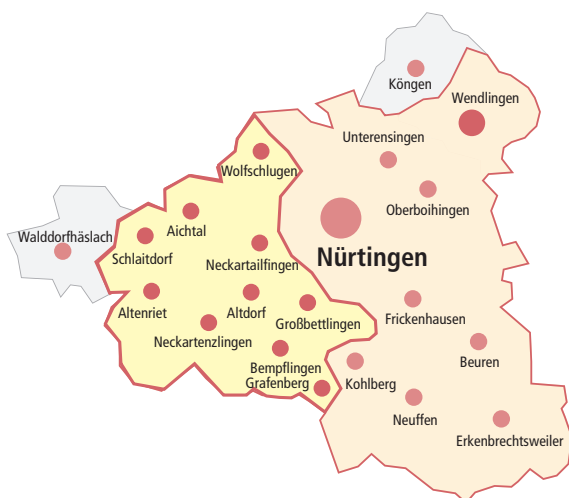 Köngen
Wendlingen
Unterensingen
Wolfschlugen
Oberboihingen
Aichtal
Walddorfhäslach
Schlaitdorf
Neckartailfingen
Nürtingen
Altenriet
Altdorf
Großbettlingen
Frickenhausen
Neckartenzlingen
Beuren
Bempflingen
Grafenberg
Kohlberg
Neuffen
Erkenbrechtsweiler